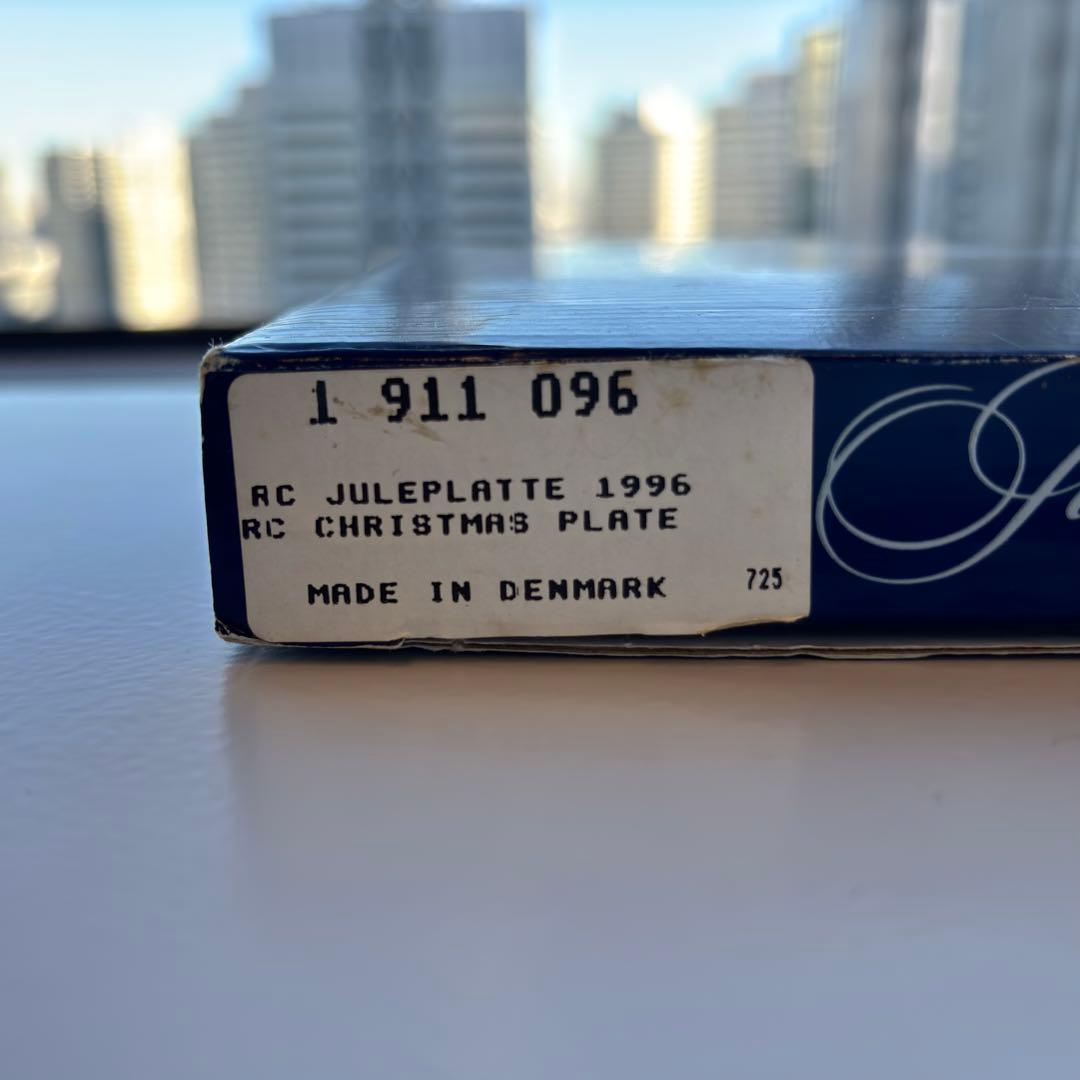 1 911 096
RC JULEPLATTE 1996
RC CHRISTMAS PLATE
MADE IN DENMARK 725